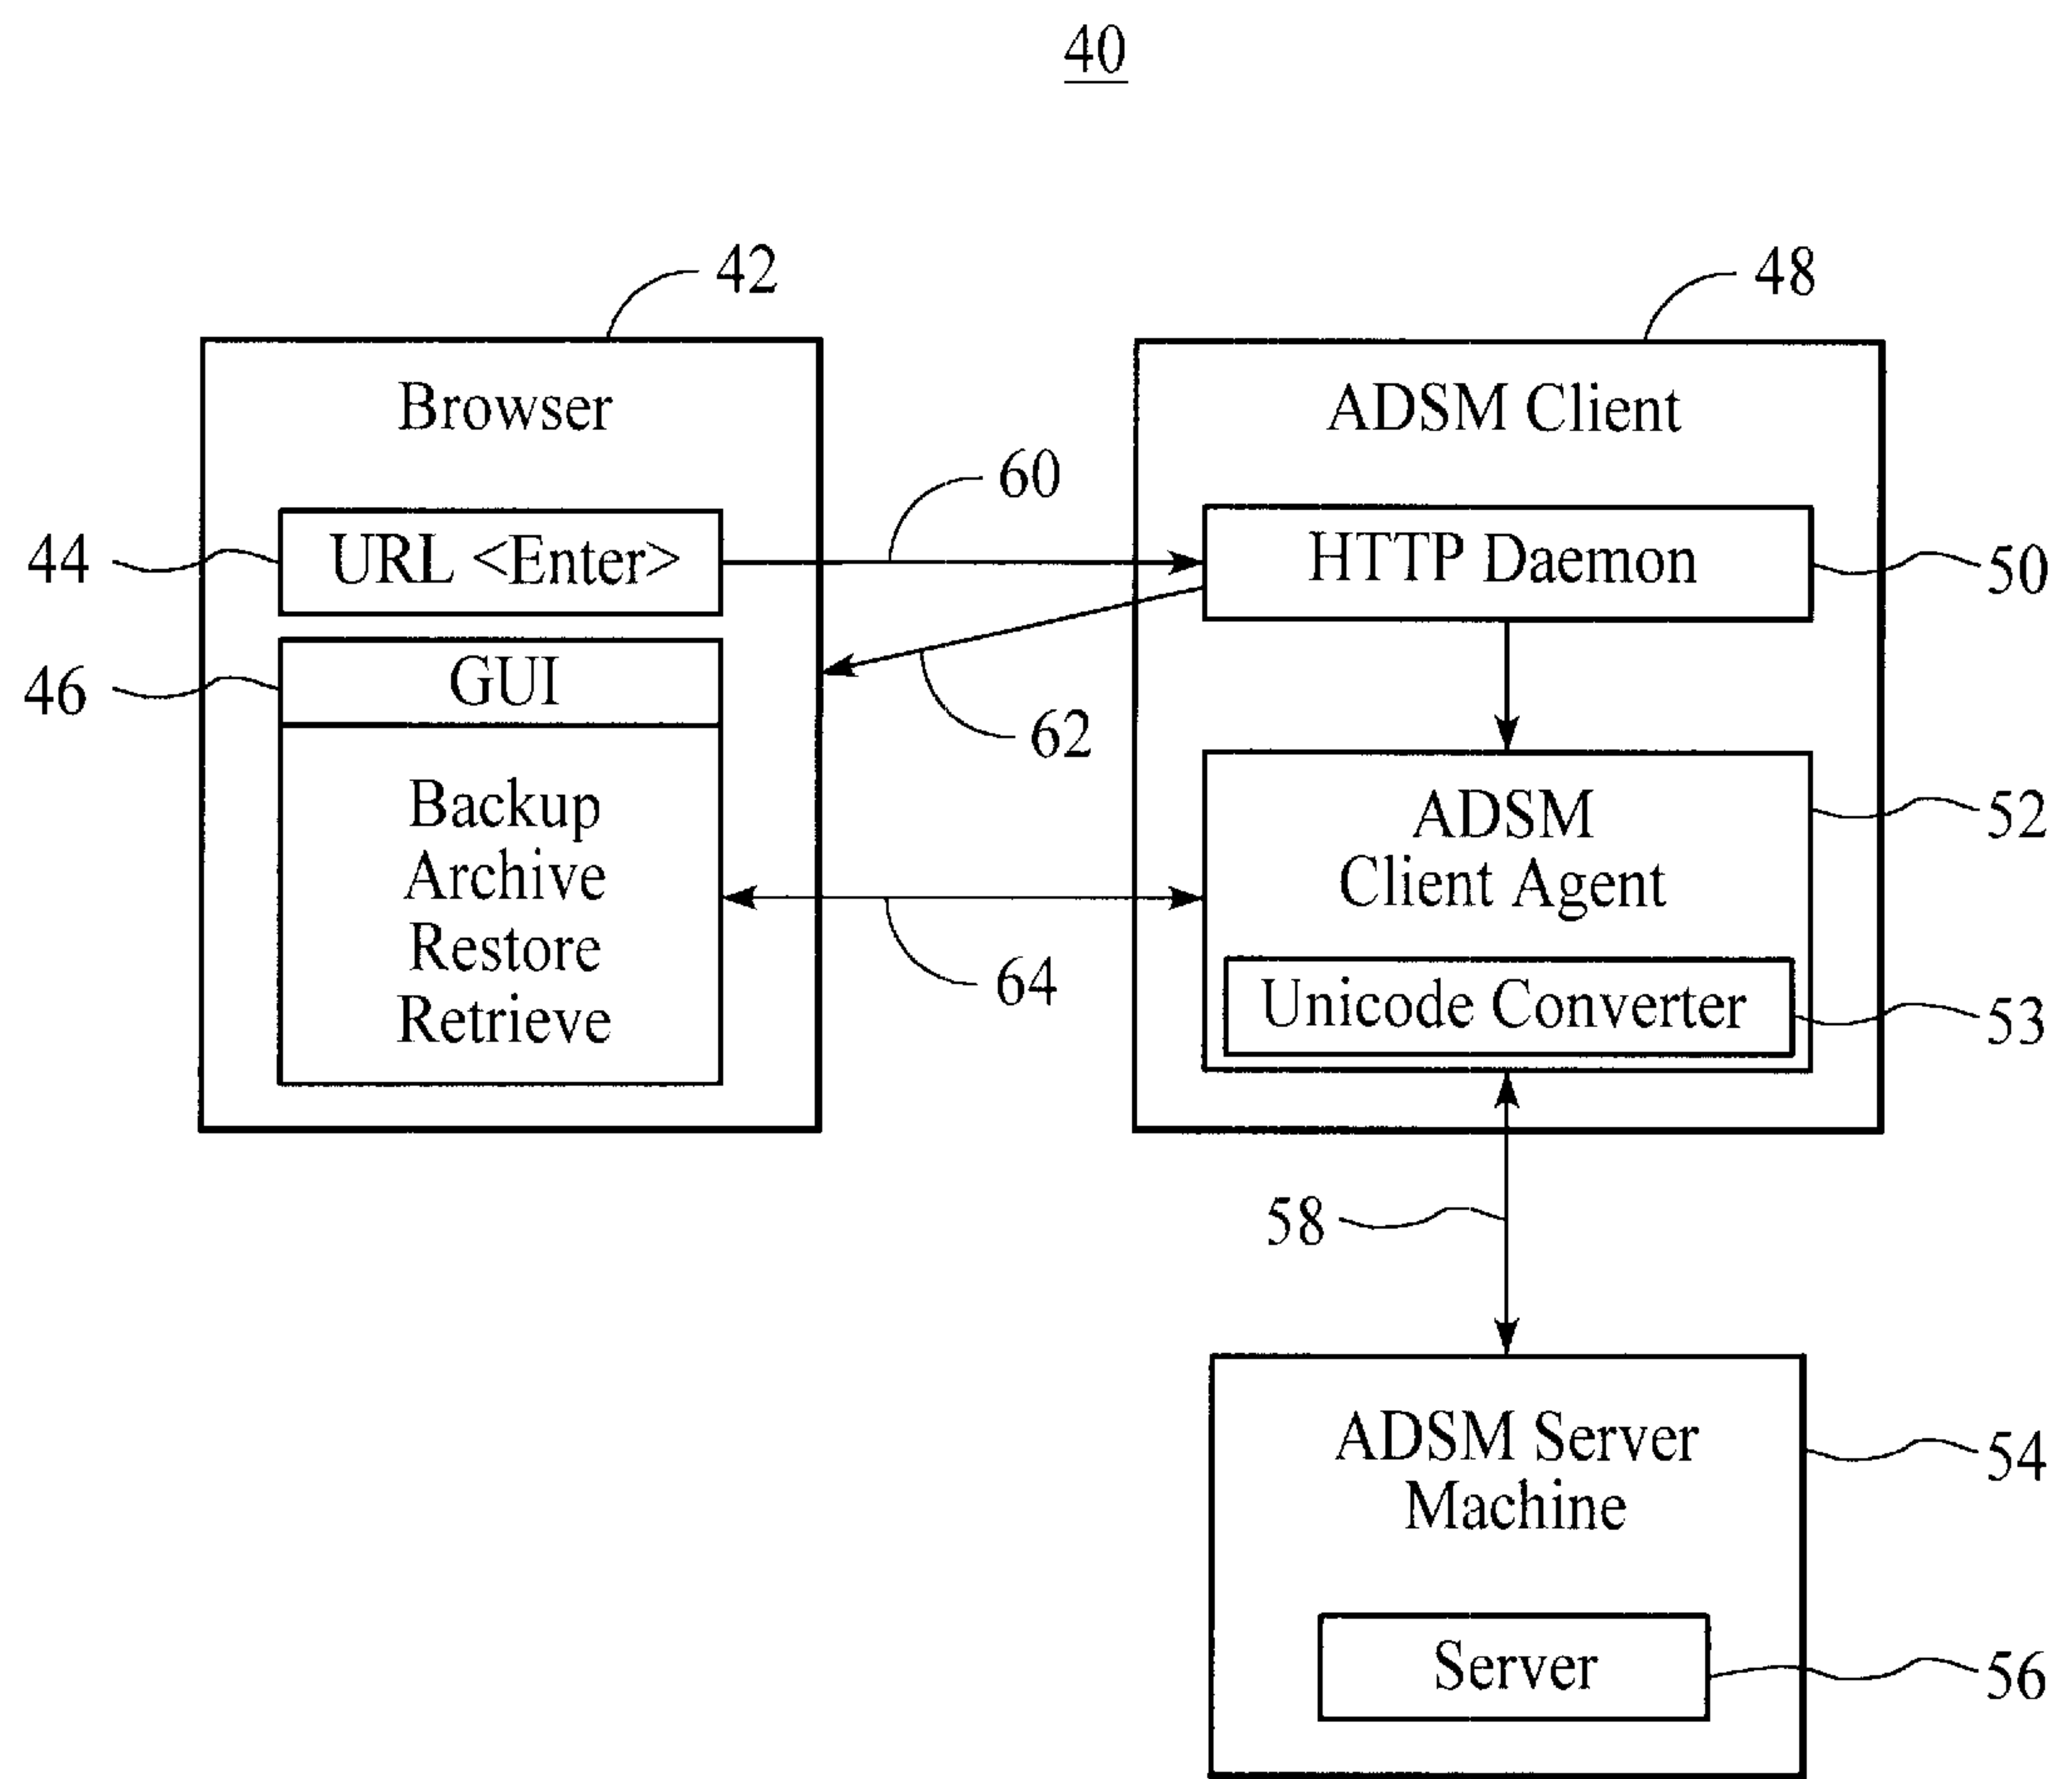 40
42
48
Browser
ADSM Client
60
44
URL <Enter>
HTTP Daemon
50
46
GUI
62
Backup
Archive
Restore
Retrieve
ADSM
Client Agent
52
64
Unicode Converter
53
58
ADSM Server
Machine
54
Server
56